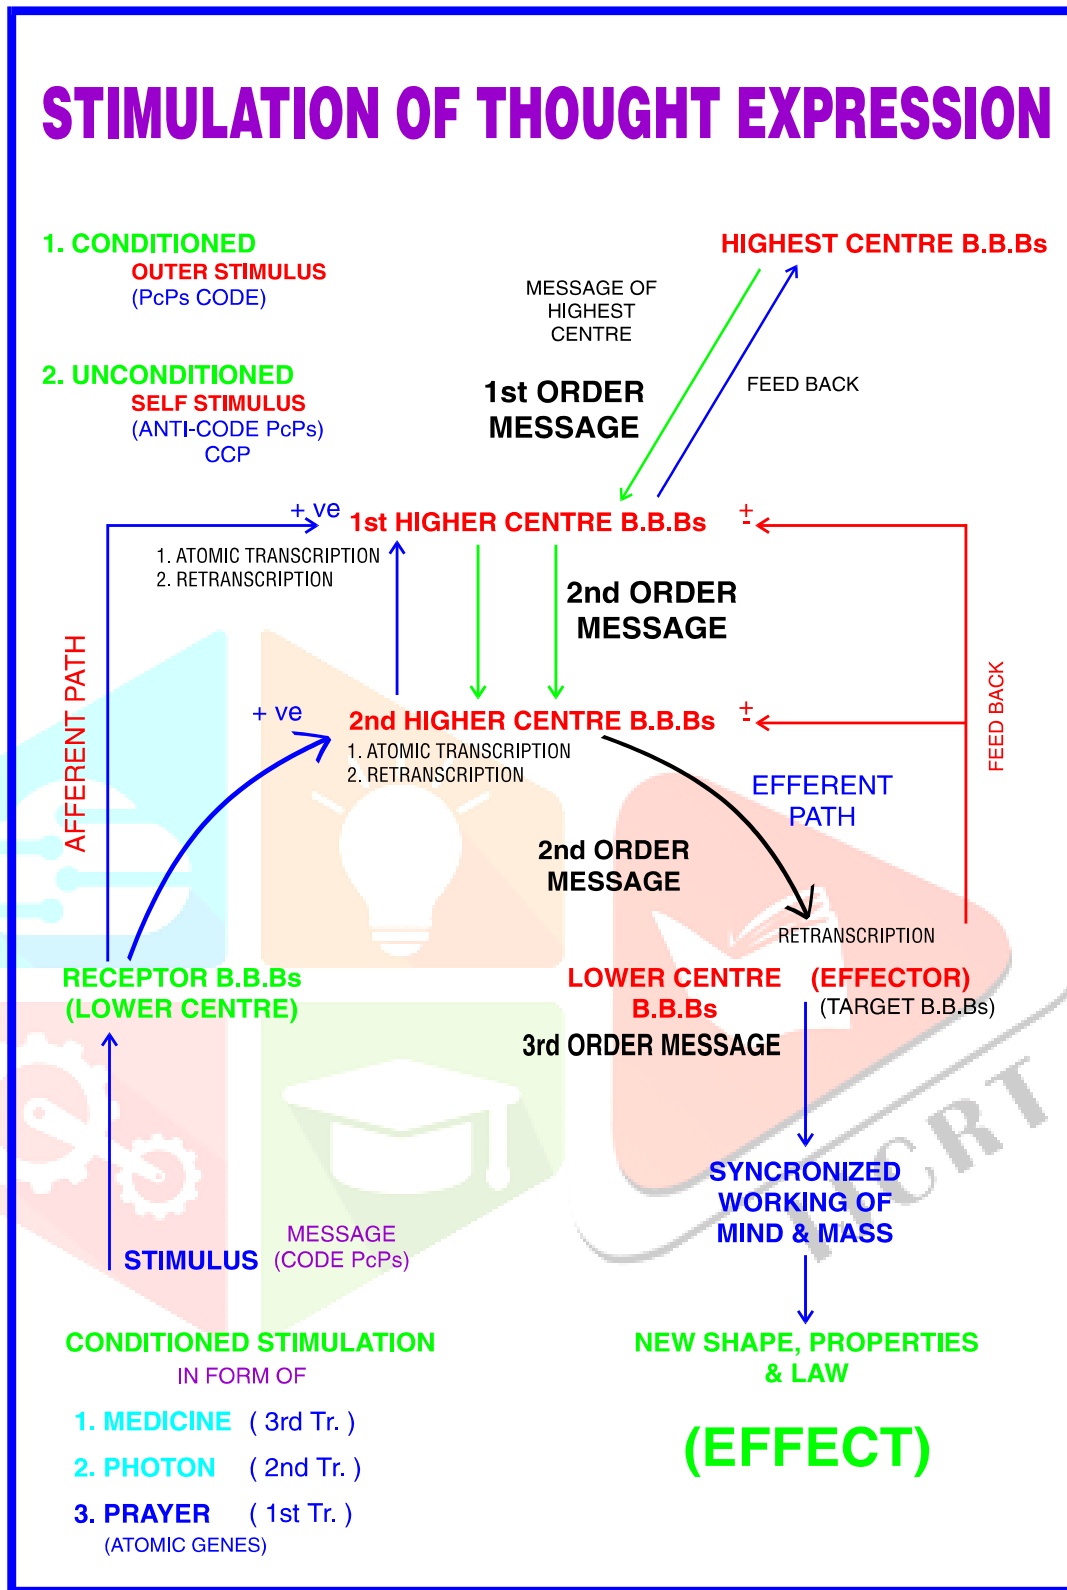 STIMULATION OF THOUGHT EXPRESSION
1. CONDITIONED
OUTER STIMULUS
(PcPs CODE)
2. UNCONDITIONED
SELF STIMULUS
(ANTI-CODE PcPs)
CCP
HIGHEST CENTRE B.B.Bs
MESSAGE OF
HIGHEST
CENTRE
1st ORDER
MESSAGE
FEED BACK
+ ve
1st HIGHER CENTRE B.B.Bs
±
1. ATOMIC TRANSCRIPTION
2. RETRANSCRIPTION
2nd ORDER
MESSAGE
AFFERENT PATH
FEED BACK
+ ve
2nd HIGHER CENTRE B.B.Bs
±
1. ATOMIC TRANSCRIPTION
2. RETRANSCRIPTION
EFFERENT
PATH
2nd ORDER
MESSAGE
RETRANSCRIPTION
RECEPTOR B.B.Bs
(LOWER CENTRE)
LOWER CENTRE (EFFECTOR)
B.B.Bs (TARGET B.B.Bs)
3rd ORDER MESSAGE
IJCRT
SYNCRONIZED
WORKING OF
MIND & MASS
STIMULUS
MESSAGE
(CODE PcPs)
CONDITIONED STIMULATION
IN FORM OF
1. MEDICINE ( 3rd Tr. )
2. PHOTON ( 2nd Tr. )
3. PRAYER ( 1st Tr. )
(ATOMIC GENES)
NEW SHAPE, PROPERTIES
& LAW
(EFFECT)